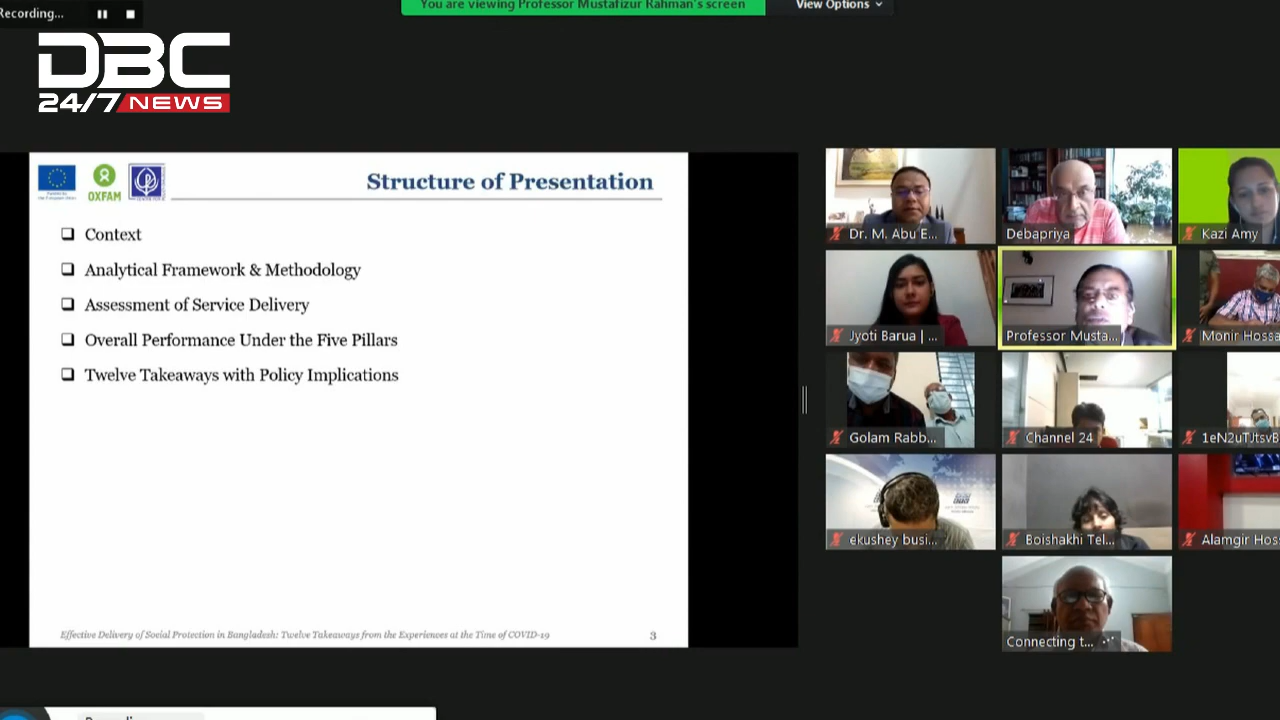 Recording...
You are viewing Professor Mustafizur Rahman's screen
View Options
DBC
24/7 NEWS
OXFAM
Structure of Presentation
Context
Analytical Framework & Methodology
Assessment of Service Delivery
Overall Performance Under the Five Pillars
Twelve Takeaways with Policy Implications
Effective Delivery of Social Protection in Bangladesh: Twelve Takeaways from the Experiences at the Time of COVID-19
3
Dr. M. Abu E...
Debapriya
Kazi Amy
Jyoti Barua | ...
Professor Musta...
Monir Hossa
Golam Rabb...
Channel 24
1eN2uTJtsvB
ekushey busi...
Boishakhi Tel...
Alamgir Hos
Connecting t...